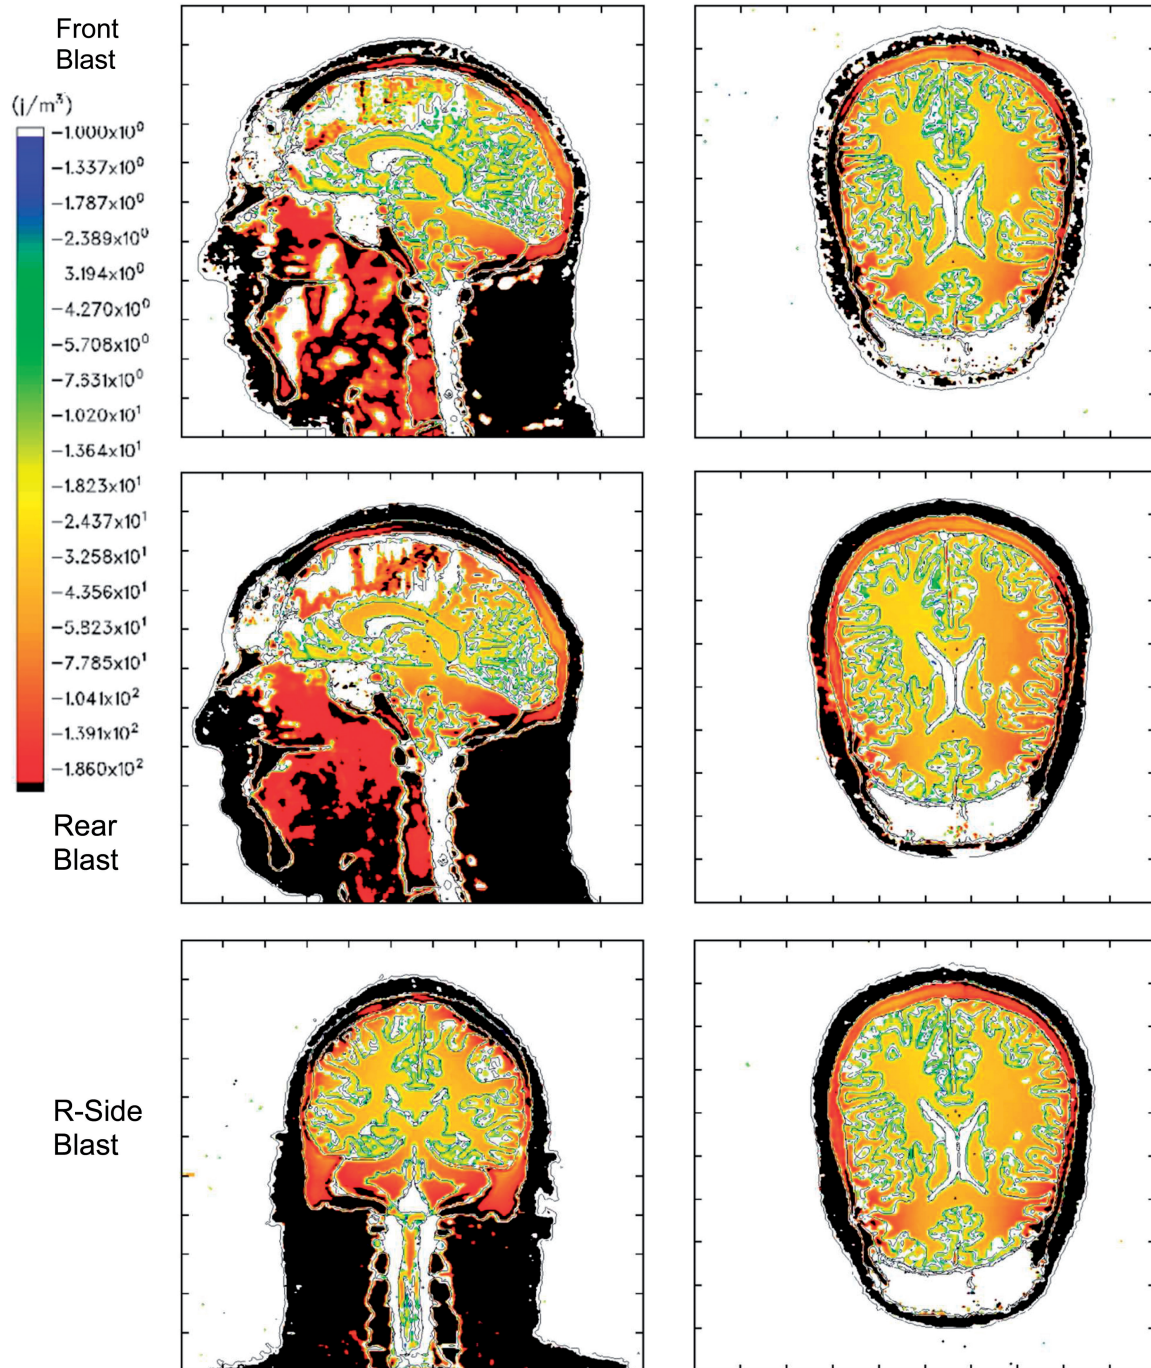 Front
Blast
(j/m³)
-1.000x10⁰
-1.337x10⁰
-1.787x10⁰
-2.389x10⁰
3.194x10⁰
-4.270x10⁰
-5.708x10⁰
-7.531x10⁰
-1.020x10¹
-1.364x10¹
-1.823x10¹
-2.437x10¹
-3.258x10¹
-4.356x10¹
-5.823x10¹
-7.785x10¹
-1.041x10²
-1.391x10²
-1.860x10²
Rear
Blast
R-Side
Blast